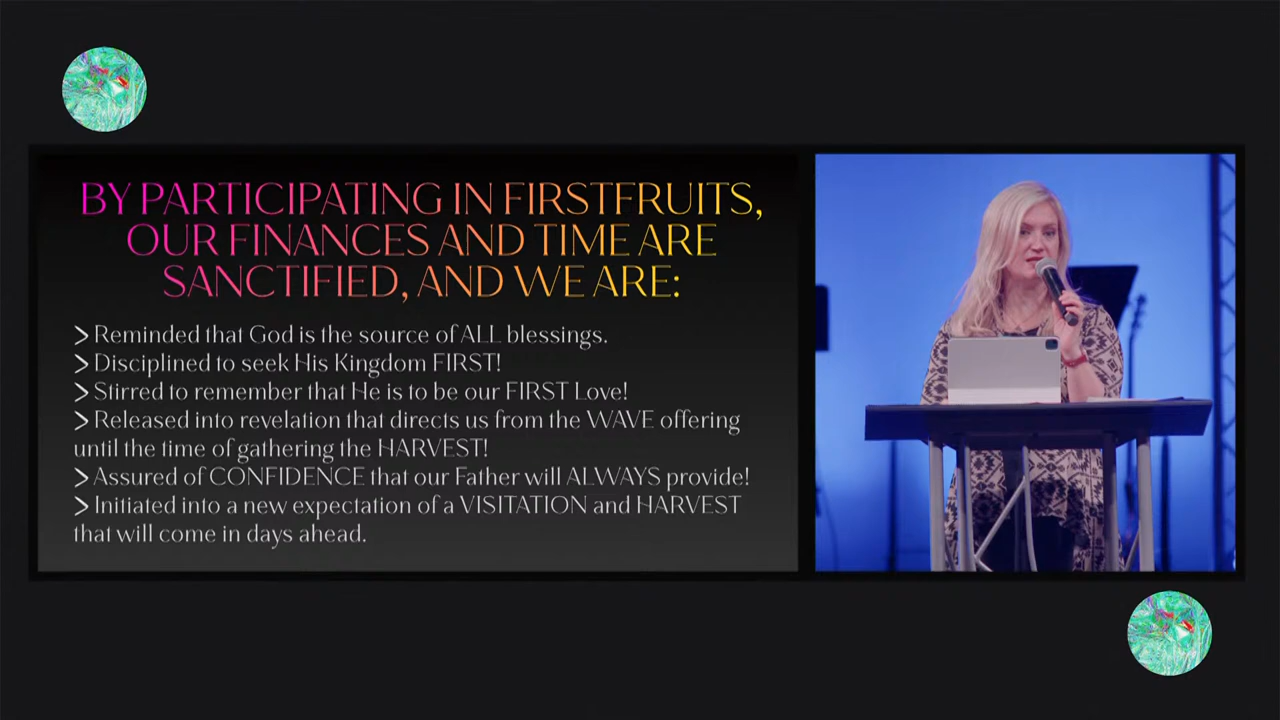 BY PARTICIPATING IN FIRSTFRUITS,
OUR FINANCES AND TIME ARE
SANCTIFIED, AND WE ARE:
> Reminded that God is the source of ALL blessings.
> Disciplined to seek His Kingdom FIRST!
> Stirred to remember that He is to be our FIRST Love!
> Released into revelation that directs us from the WAVE offering
until the time of gathering the HARVEST!
> Assured of CONFIDENCE that our Father will ALWAYS provide!
> Initiated into a new expectation of a VISITATION and HARVEST
that will come in days ahead.